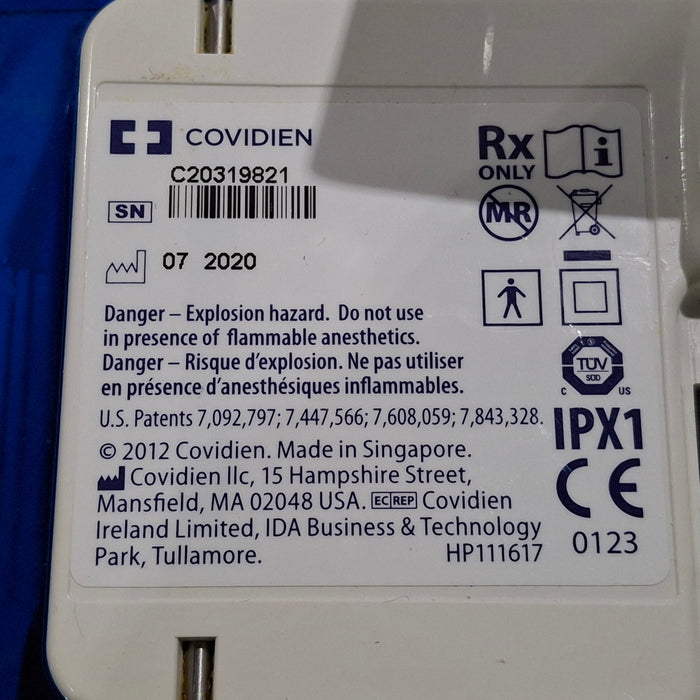 COVIDIEN
C20319821
SN
07 2020
Danger – Explosion hazard. Do not use
in presence of flammable anesthetics.
Danger – Risque d'explosion. Ne pas utiliser
en présence d'anesthésiques inflammables.
U.S. Patents 7,092,797; 7,447,566; 7,608,059; 7,843,328.
© 2012 Covidien. Made in Singapore.
Covidien llc, 15 Hampshire Street,
Mansfield, MA 02048 USA. EC REP Covidien
Ireland Limited, IDA Business & Technology
Park, Tullamore. HP111617
Rx
ONLY
i
MR
TÜV
SÜD
C US
IPX1
CE
0123